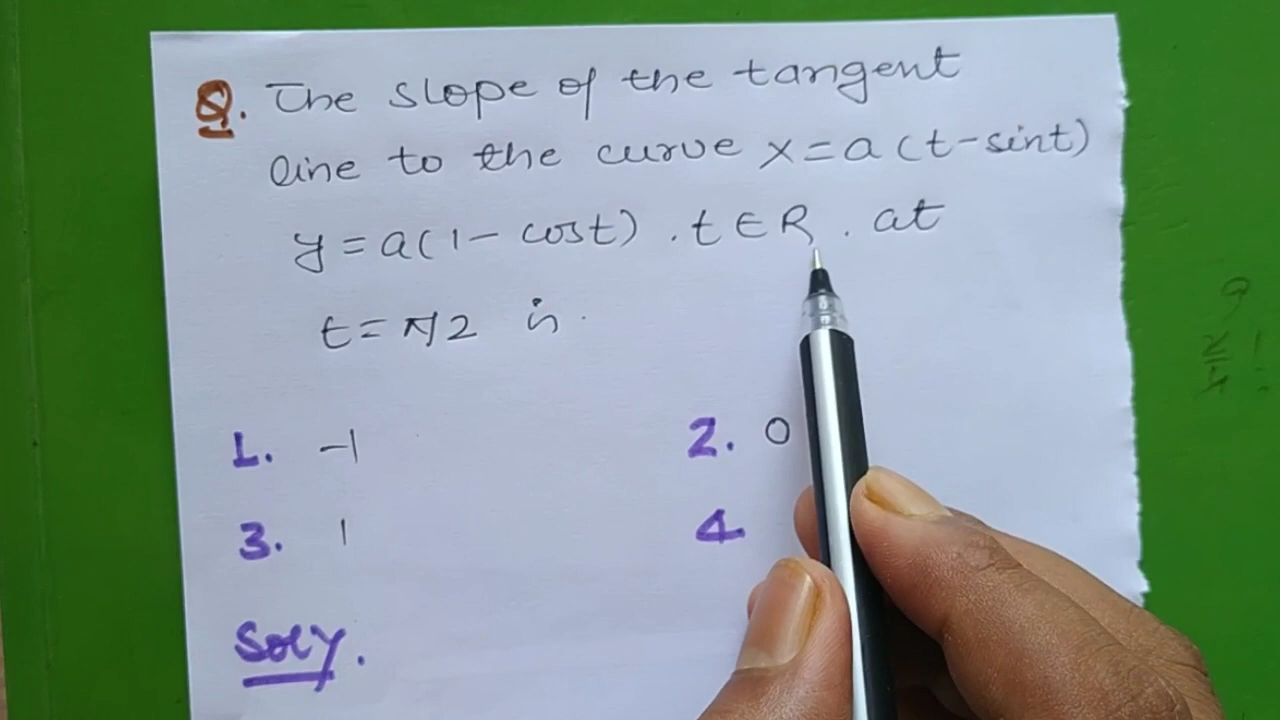 Q. The slope of the tangent
line to the curve x=a(t-sint)
y=a(1-cost) . t∈R . at
t=π/2 is.
1. -1 2. 0
3. 1 4.
Soly.